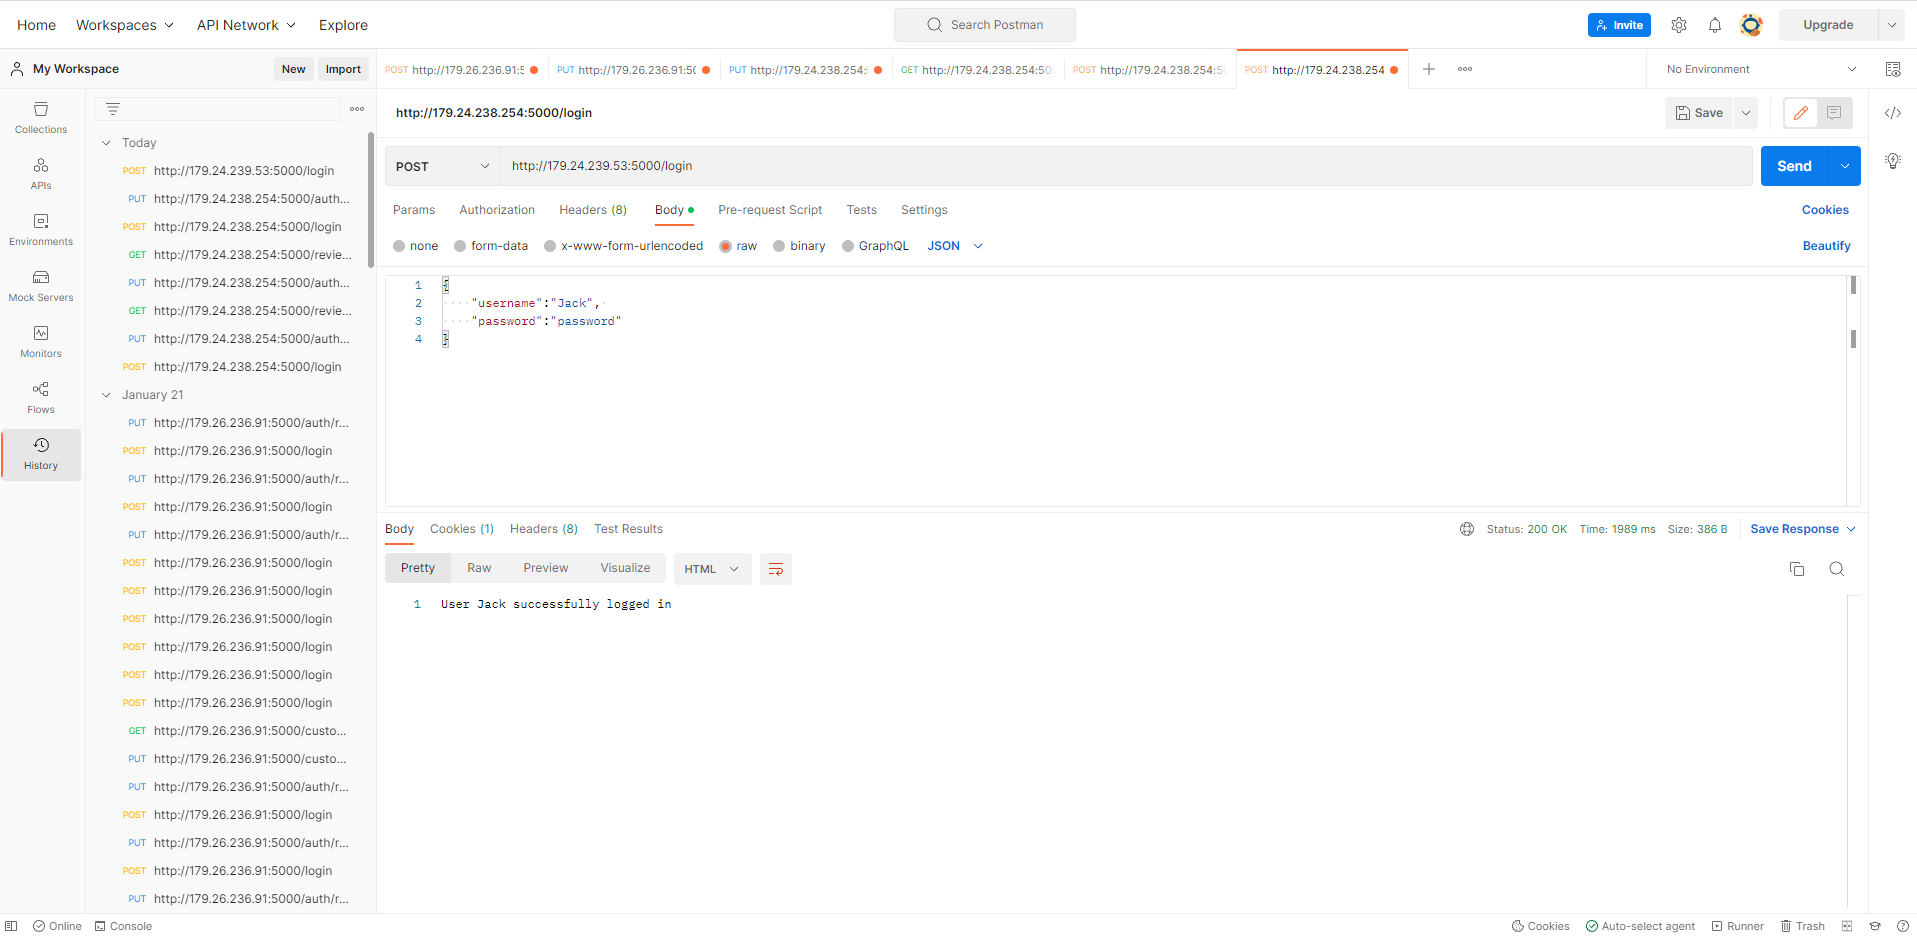 Home Workspaces API Network Explore Search Postman Invite Upgrade
My Workspace New Import
POST http://179.26.236.91:5 PUT http://179.26.236.91:5( PUT http://179.24.238.254: GET http://179.24.238.254:50 POST http://179.24.238.254:5 POST http://179.24.238.254 No Environment
Collections
APIs
Environments
Mock Servers
Monitors
Flows
History
Today
POST http://179.24.239.53:5000/login
PUT http://179.24.238.254:5000/auth...
POST http://179.24.238.254:5000/login
GET http://179.24.238.254:5000/revie...
PUT http://179.24.238.254:5000/auth...
GET http://179.24.238.254:5000/revie...
PUT http://179.24.238.254:5000/auth...
POST http://179.24.238.254:5000/login
January 21
PUT http://179.26.236.91:5000/auth/r...
POST http://179.26.236.91:5000/login
PUT http://179.26.236.91:5000/auth/r...
POST http://179.26.236.91:5000/login
PUT http://179.26.236.91:5000/auth/r...
POST http://179.26.236.91:5000/login
POST http://179.26.236.91:5000/login
POST http://179.26.236.91:5000/login
POST http://179.26.236.91:5000/login
POST http://179.26.236.91:5000/login
POST http://179.26.236.91:5000/login
GET http://179.26.236.91:5000/custo...
PUT http://179.26.236.91:5000/custo...
PUT http://179.26.236.91:5000/auth/r...
POST http://179.26.236.91:5000/login
PUT http://179.26.236.91:5000/auth/r...
POST http://179.26.236.91:5000/login
PUT http://179.26.236.91:5000/auth/r...
http://179.24.238.254:5000/login Save
POST http://179.24.239.53:5000/login Send
Params Authorization Headers (8) Body Pre-request Script Tests Settings Cookies
none form-data x-www-form-urlencoded raw binary GraphQL JSON Beautify
1 {
2 "username":"Jack",
3 "password":"password"
4 }
Body Cookies (1) Headers (8) Test Results Status: 200 OK Time: 1989 ms Size: 386 B Save Response
Pretty Raw Preview Visualize HTML
1 User Jack successfully logged in
Online Console Cookies Auto-select agent Runner Trash